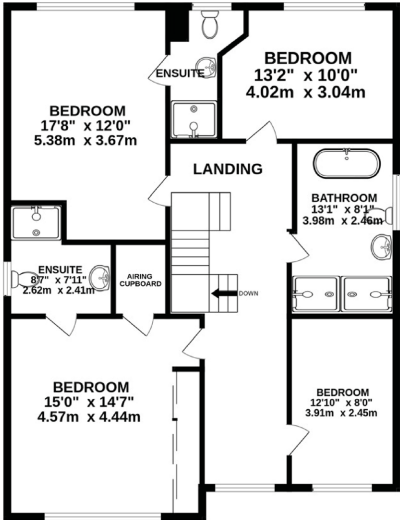 ENSUITE
BEDROOM
13'2" x 10'0"
4.02m x 3.04m
BEDROOM
17'8" x 12'0"
5.38m x 3.67m
LANDING
BATHROOM
13'1" x 8'1"
3.98m x 2.46m
ENSUITE
8'7" x 7'11"
2.62m x 2.41m
AIRING
CUPBOARD
DOWN
BEDROOM
15'0" x 14'7"
4.57m x 4.44m
BEDROOM
12'10" x 8'0"
3.91m x 2.45m